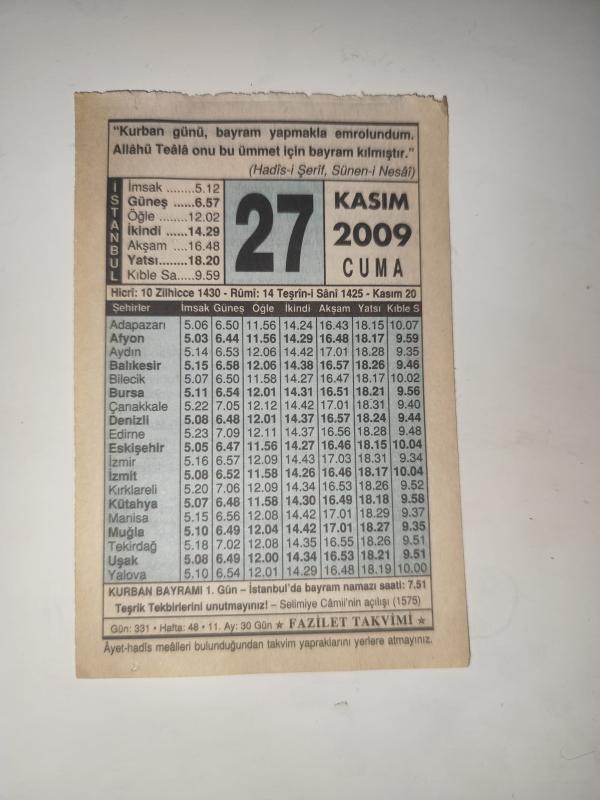 "Kurban günü, bayram yapmakla emrolundum.
Allâhü Teâlâ onu bu ümmet için bayram kılmıştır."
(Hadîs-i Şerîf, Sünen-i Nesâî)
İSTANBUL
İmsak ........5.12
Güneş ......6.57
Öğle ........12.02
İkindi ......14.29
Akşam ....16.48
Yatsı........18.20
Kıble Sa.....9.59
27
KASIM
2009
CUMA
Hicrî: 10 Zilhicce 1430 - Rûmî: 14 Teşrîn-i Sânî 1425 - Kasım 20
Şehirler İmsak Güneş Öğle İkindi Akşam Yatsı Kıble S
Adapazarı 5.06 6.50 11.56 14.24 16.43 18.15 10.07
Afyon 5.03 6.44 11.56 14.29 16.48 18.17 9.59
Aydın 5.14 6.53 12.06 14.42 17.01 18.28 9.35
Balıkesir 5.15 6.58 12.06 14.38 16.57 18.26 9.46
Bilecik 5.07 6.50 11.58 14.27 16.47 18.17 10.02
Bursa 5.11 6.54 12.01 14.31 16.51 18.21 9.56
Çanakkale 5.22 7.05 12.12 14.42 17.01 18.31 9.40
Denizli 5.08 6.48 12.01 14.37 16.57 18.24 9.44
Edirne 5.23 7.09 12.11 14.37 16.56 18.28 9.48
Eskişehir 5.05 6.47 11.56 14.27 16.46 18.15 10.04
İzmir 5.16 6.57 12.09 14.43 17.03 18.31 9.34
İzmit 5.08 6.52 11.58 14.26 16.46 18.17 10.04
Kırklareli 5.20 7.06 12.09 14.34 16.53 18.26 9.52
Kütahya 5.07 6.48 11.58 14.30 16.49 18.18 9.58
Manisa 5.15 6.56 12.08 14.42 17.01 18.29 9.37
Muğla 5.10 6.49 12.04 14.42 17.01 18.27 9.35
Tekirdağ 5.18 7.02 12.08 14.35 16.55 18.26 9.51
Uşak 5.08 6.49 12.00 14.34 16.53 18.21 9.51
Yalova 5.10 6.54 12.01 14.29 16.48 18.19 10.00
KURBAN BAYRAMI 1. Gün – İstanbul'da bayram namazı saati: 7.51
Teşrik Tekbirlerini unutmayınız! – Selimiye Câmii'nin açılışı (1575)
Gün: 331 • Hafta: 48 • 11. Ay: 30 Gün ★ FAZİLET TAKVİMİ ★
Âyet-hadîs meâlleri bulunduğundan takvim yapraklarını yerlere atmayınız.